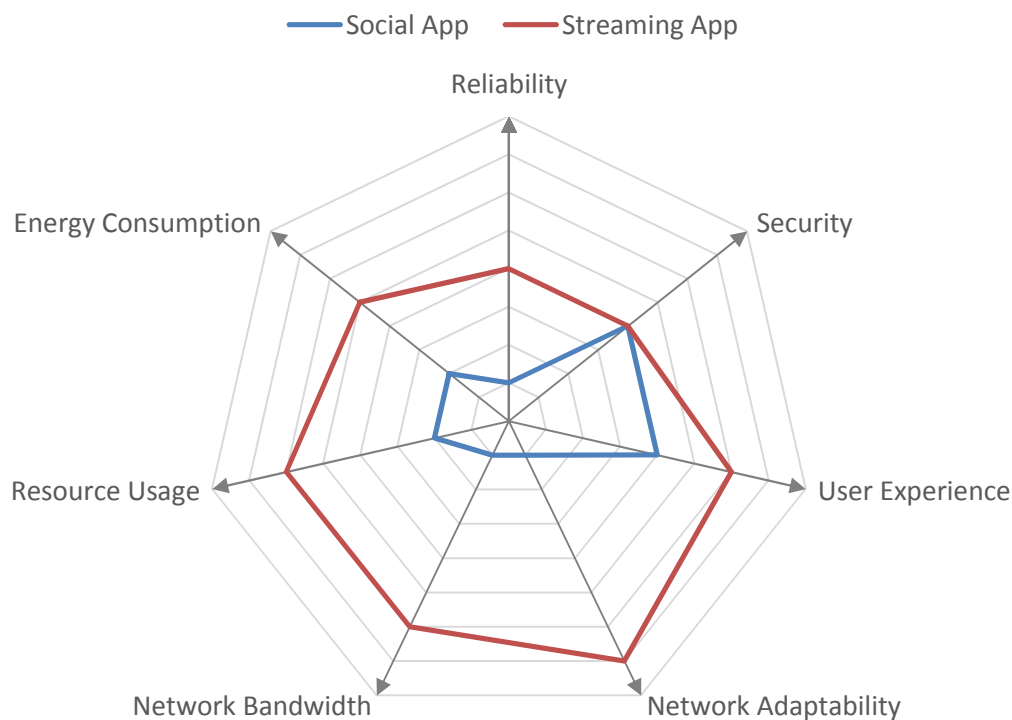 Social App
Streaming App
Reliability
Energy Consumption
Security
Resource Usage
User Experience
Network Bandwidth
Network Adaptability